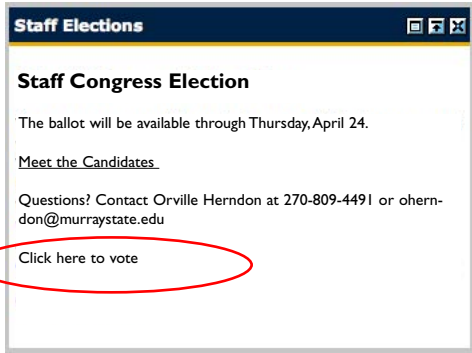 Staff Elections
Staff Congress Election
The ballot will be available through Thursday, April 24.
Meet the Candidates
Questions? Contact Orville Herndon at 270-809-4491 or ohern-
don@murraystate.edu
Click here to vote